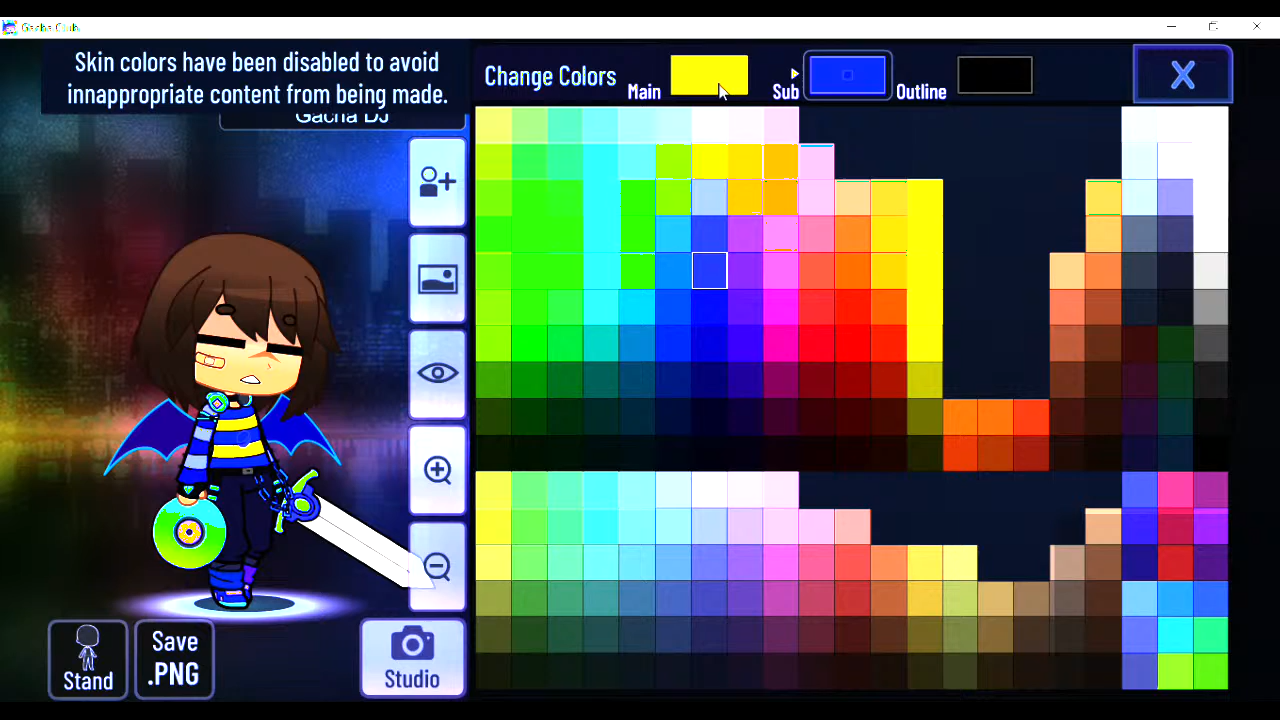 Gacha Club
Skin colors have been disabled to avoid
innappropriate content from being made.
Gacha DJ
Change Colors
Main
Sub
Outline
X
Stand
Save
.PNG
Studio